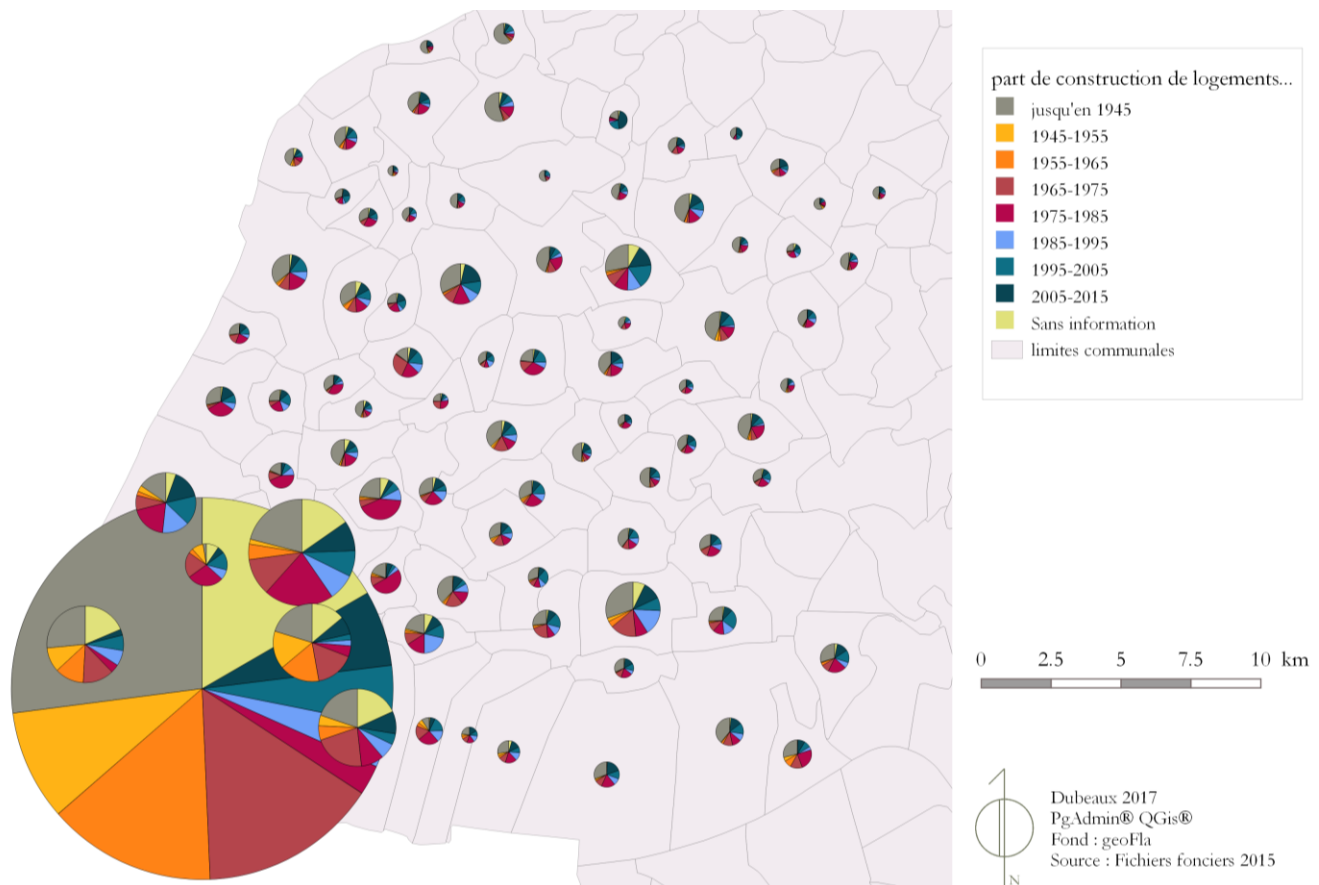 part de construction de logements...
jusqu'en 1945
1945-1955
1955-1965
1965-1975
1975-1985
1985-1995
1995-2005
2005-2015
Sans information
limites communales
0 2.5 5 7.5 10 km
Dubeaux 2017
PgAdmin® QGis®
Fond : geoFla
Source : Fichiers fonciers 2015
N